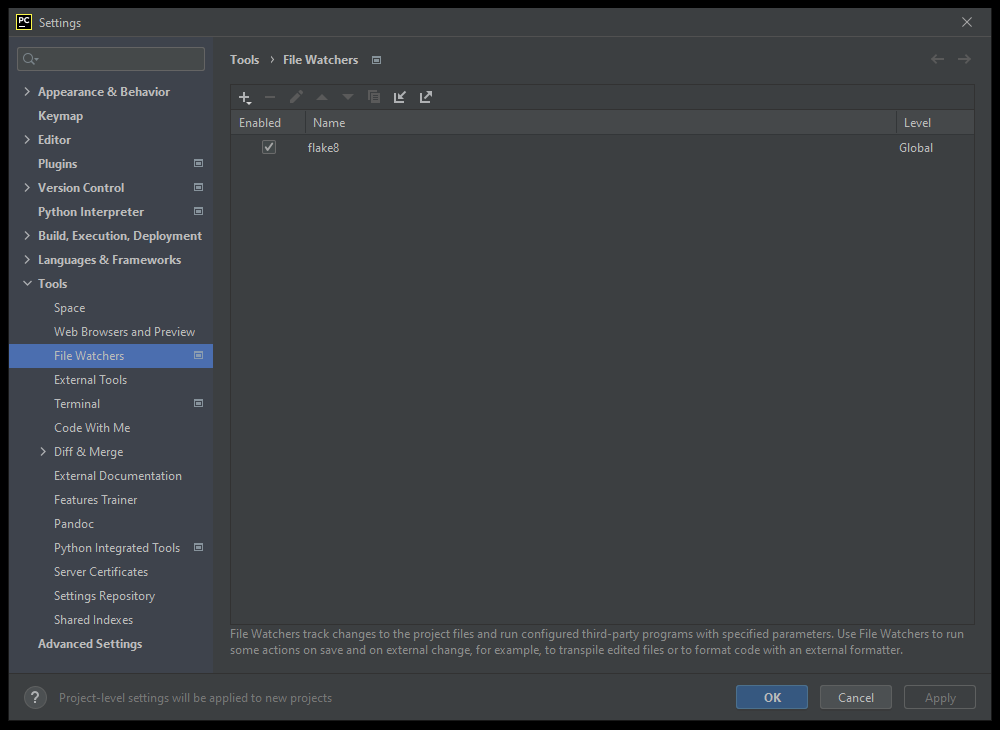 PC
Settings
Tools › File Watchers
Appearance & Behavior
Keymap
Editor
Plugins
Version Control
Python Interpreter
Build, Execution, Deployment
Languages & Frameworks
Tools
Space
Web Browsers and Preview
File Watchers
External Tools
Terminal
Code With Me
Diff & Merge
External Documentation
Features Trainer
Pandoc
Python Integrated Tools
Server Certificates
Settings Repository
Shared Indexes
Advanced Settings
Enabled Name Level
flake8 Global
File Watchers track changes to the project files and run configured third-party programs with specified parameters. Use File Watchers to run
some actions on save and on external change, for example, to transpile edited files or to format code with an external formatter.
? Project-level settings will be applied to new projects
OK Cancel Apply